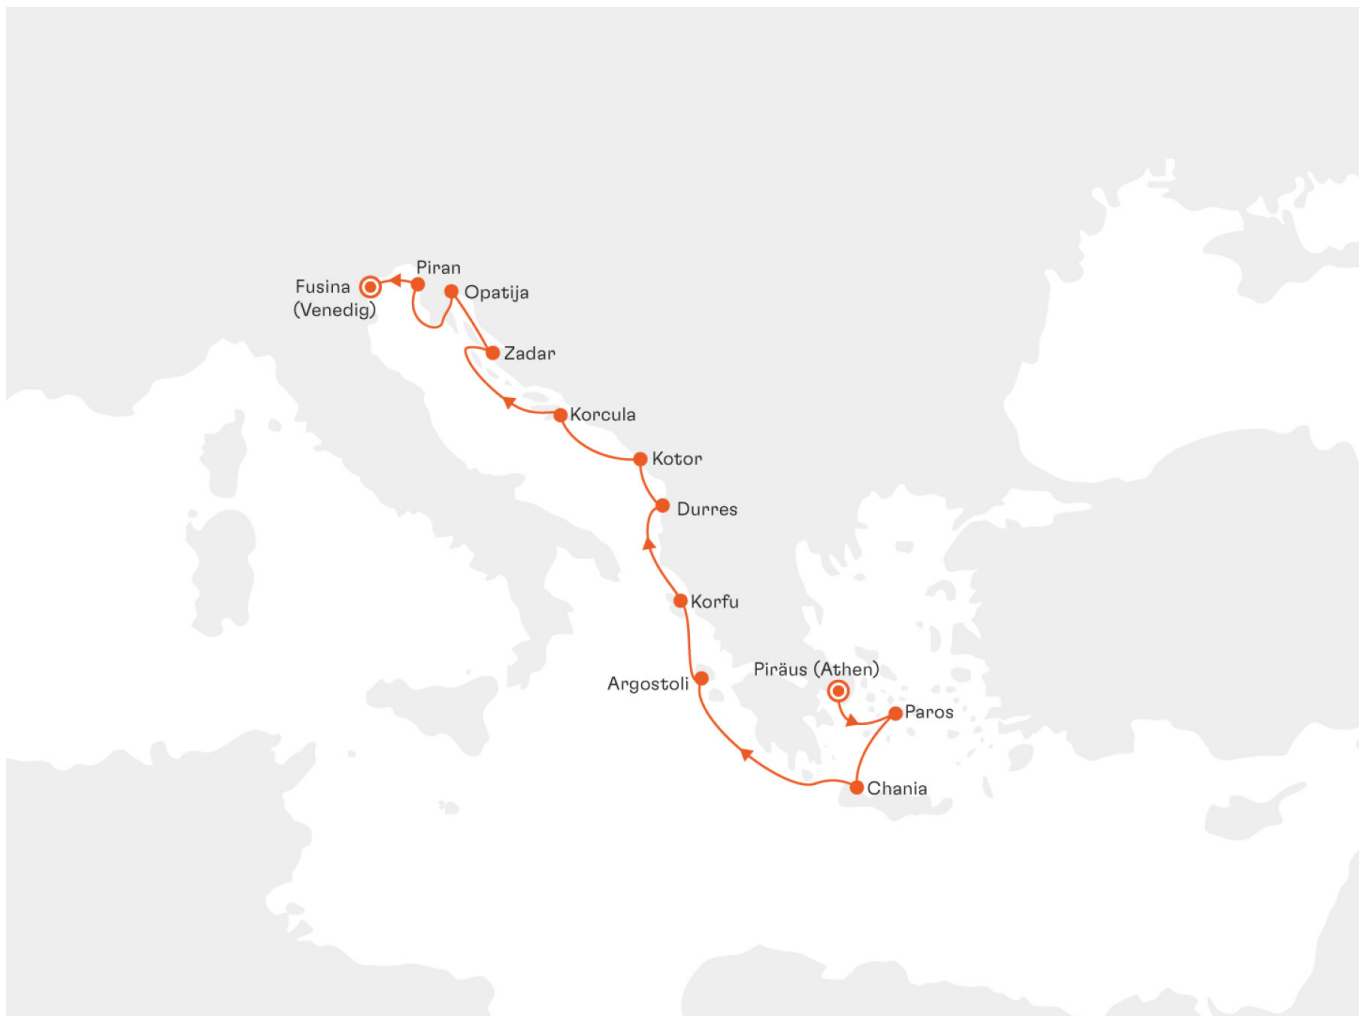 Piran
Fusina
(Venedig)
Opatija
Zadar
Korcula
Kotor
Durres
Korfu
Argostoli
Piräus (Athen)
Paros
Chania